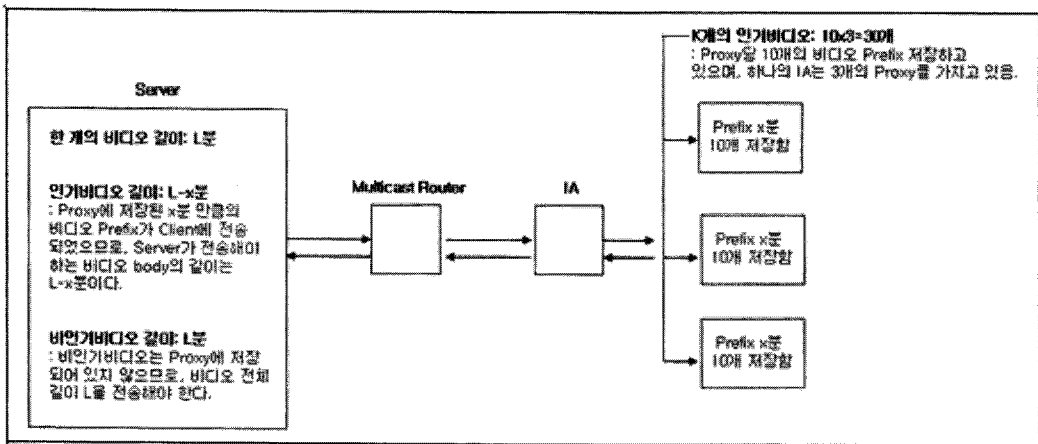 Server
한 개의 비디오 길이: L분
인기비디오 길이: L-x분
: Proxy에 저장된 x분 만큼의
비디오 Prefix가 Client에 전송
되었으므로, Server가 전송해야
하는 비디오 body의 길이는
L-x분이다.
비인기비디오 길이: L분
: 비인기비디오는 Proxy에 저장
되어 있지 않으므로, 비디오 전체
길이 L을 전송해야 한다.
Multicast Router
IA
K개의 인기비디오: 10x3=30개
: Proxy당 10개의 비디오 Prefix 저장하고
있으며, 하나의 IA는 3개의 Proxy를 가지고 있음.
Prefix x분
10개 저장함
Prefix x분
10개 저장함
Prefix x분
10개 저장함